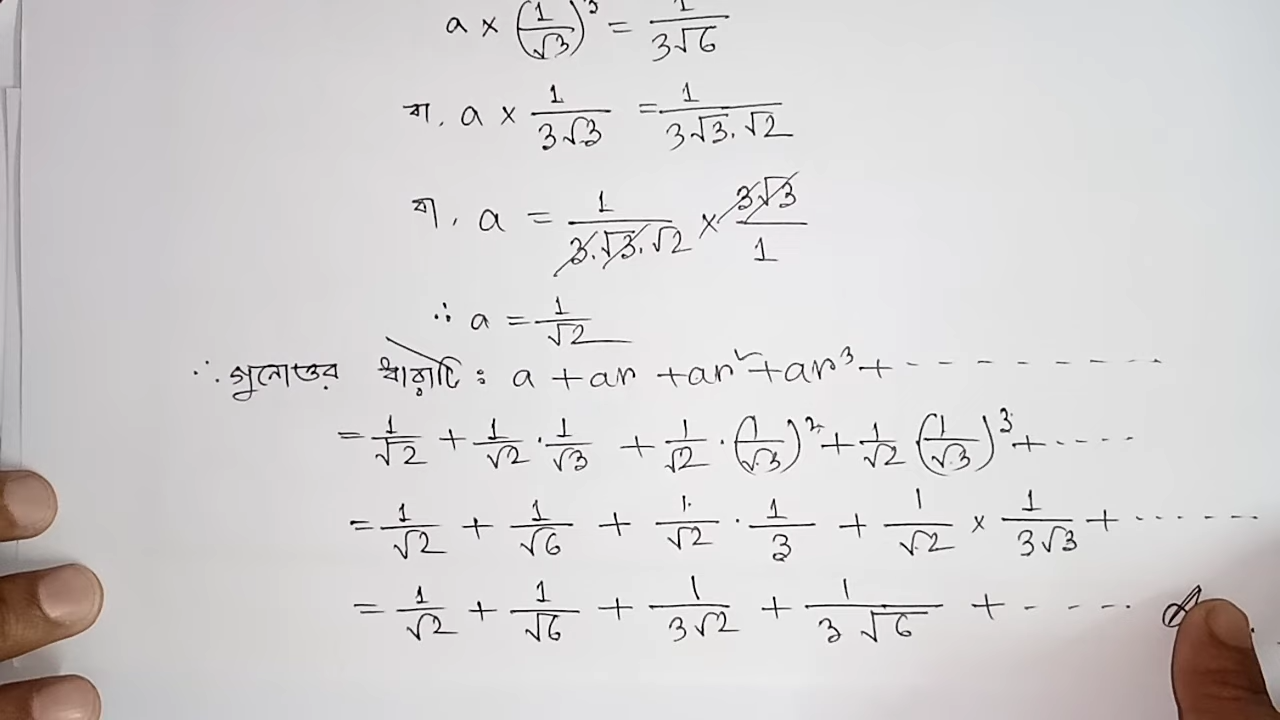 a × (1/√3)³ = 1/3√6
বা, a × 1/3√3 = 1/3√3.√2
বা, a = 1/3.√3.√2 × 3√3/1
∴ a = 1/√2
∴ গুনোত্তর ধারাটি : a + ar + ar² + ar³ + - - - - - - - -
= 1/√2 + 1/√2 · 1/√3 + 1/√2 · (1/√3)² + 1/√2 (1/√3)³ + - - - -
= 1/√2 + 1/√6 + 1/√2 · 1/3 + 1/√2 × 1/3√3 + - - - - - -
= 1/√2 + 1/√6 + 1/3√2 + 1/3√6 + - - - - -